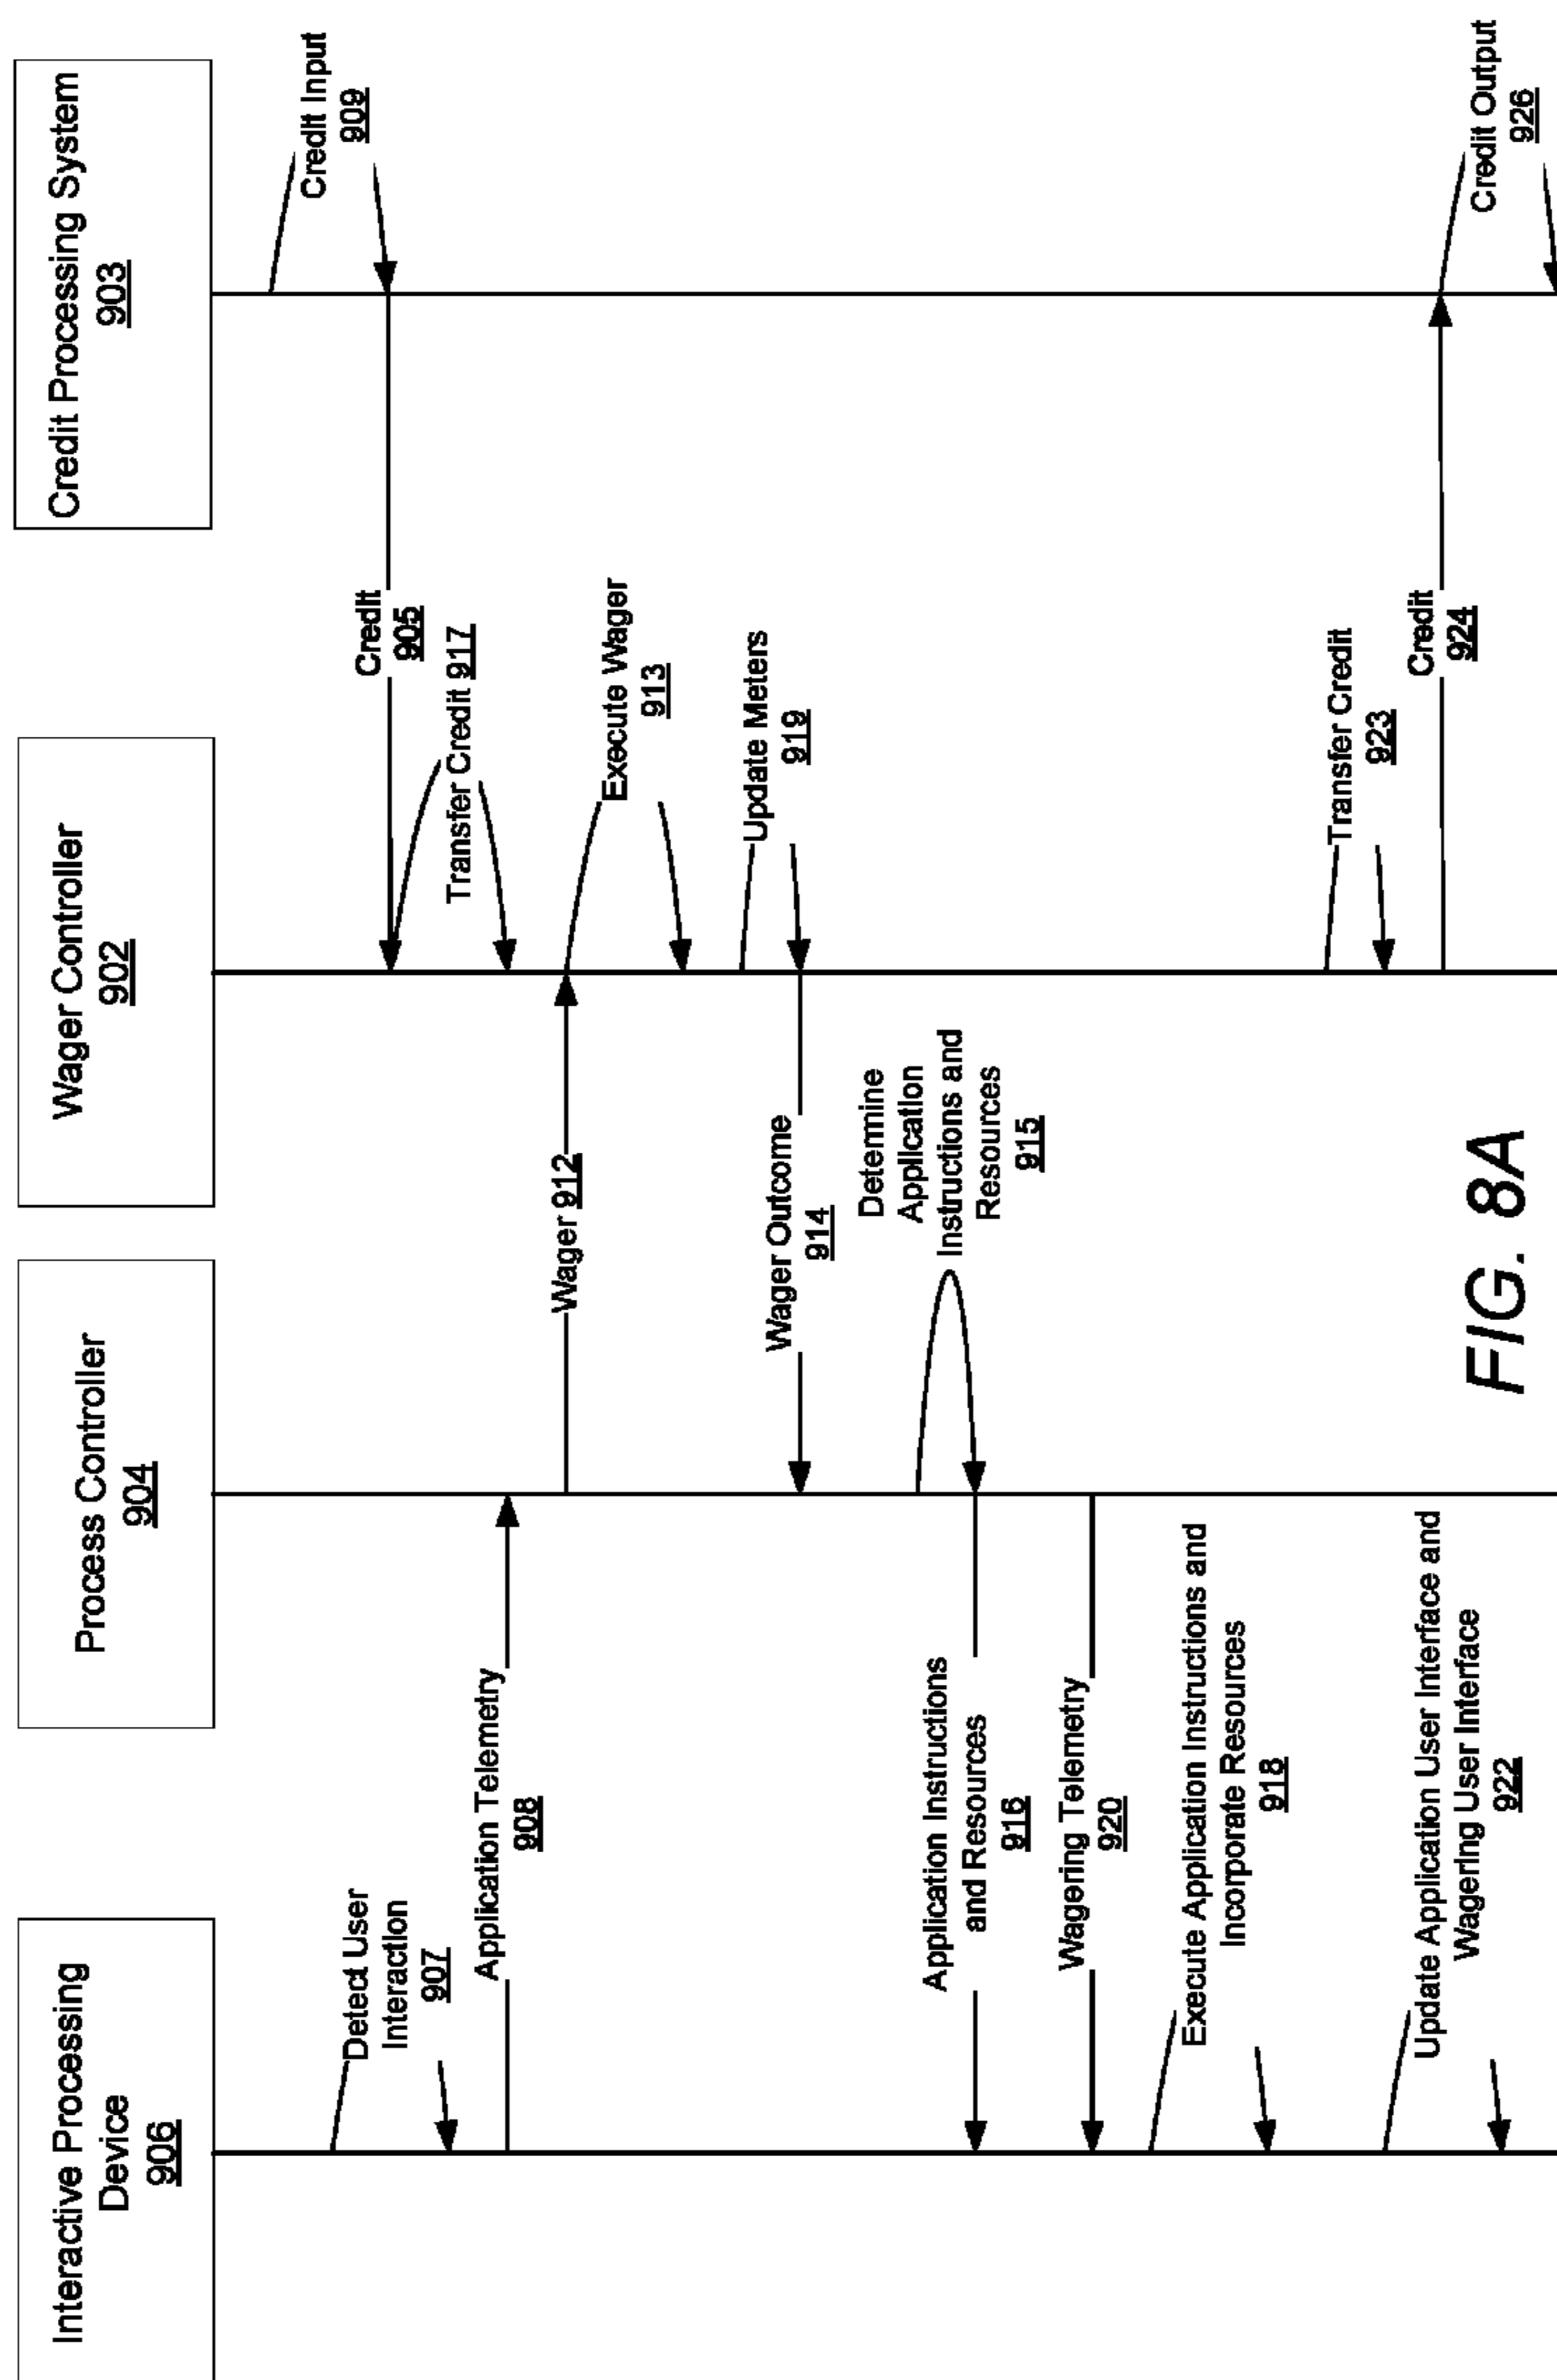 Interactive Processing
Device
906
Process Controller
904
Wager Controller
902
Credit Processing System
903
Credit Input
909
Detect User
Interaction
907
Credit
905
Transfer Credit 917
Application Telemetry
908
Wager 912
Execute Wager
913
Update Meters
919
Wager Outcome
914
Determine
Application
Instructions and
Resources
915
Application Instructions
and Resources
916
Wagering Telemetry
920
Execute Application Instructions and
Incorporate Resources
918
Transfer Credit
923
Update Application User Interface and
Wagering User Interface
922
Credit
924
Credit Output
926
FIG. 8A